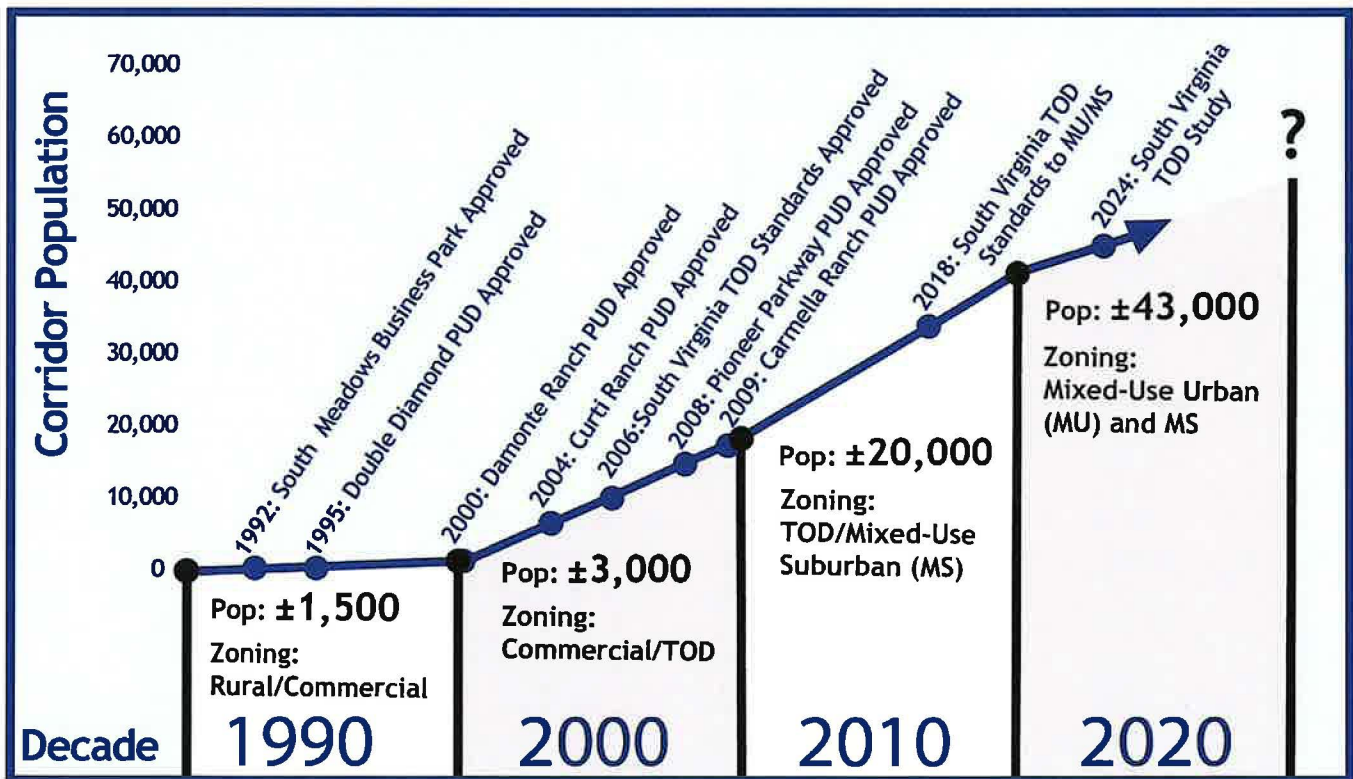 Corridor Population
70,000
60,000
50,000
40,000
30,000
20,000
10,000
0
1992: South Meadows Business Park Approved
1995: Double Diamond PUD Approved
2000: Damonte Ranch PUD Approved
2004: Curti Ranch PUD Approved
2006:South Virginia TOD Standards Approved
2008: Pioneer Parkway PUD Approved
2009: Carmella Ranch PUD Approved
2018: South Virginia TOD
Standards to MU/MS
2024: South Virginia
TOD Study
?
Pop: ±1,500
Zoning:
Rural/Commercial
Pop: ±3,000
Zoning:
Commercial/TOD
Pop: ±20,000
Zoning:
TOD/Mixed-Use
Suburban (MS)
Pop: ±43,000
Zoning:
Mixed-Use Urban
(MU) and MS
Decade
1990
2000
2010
2020